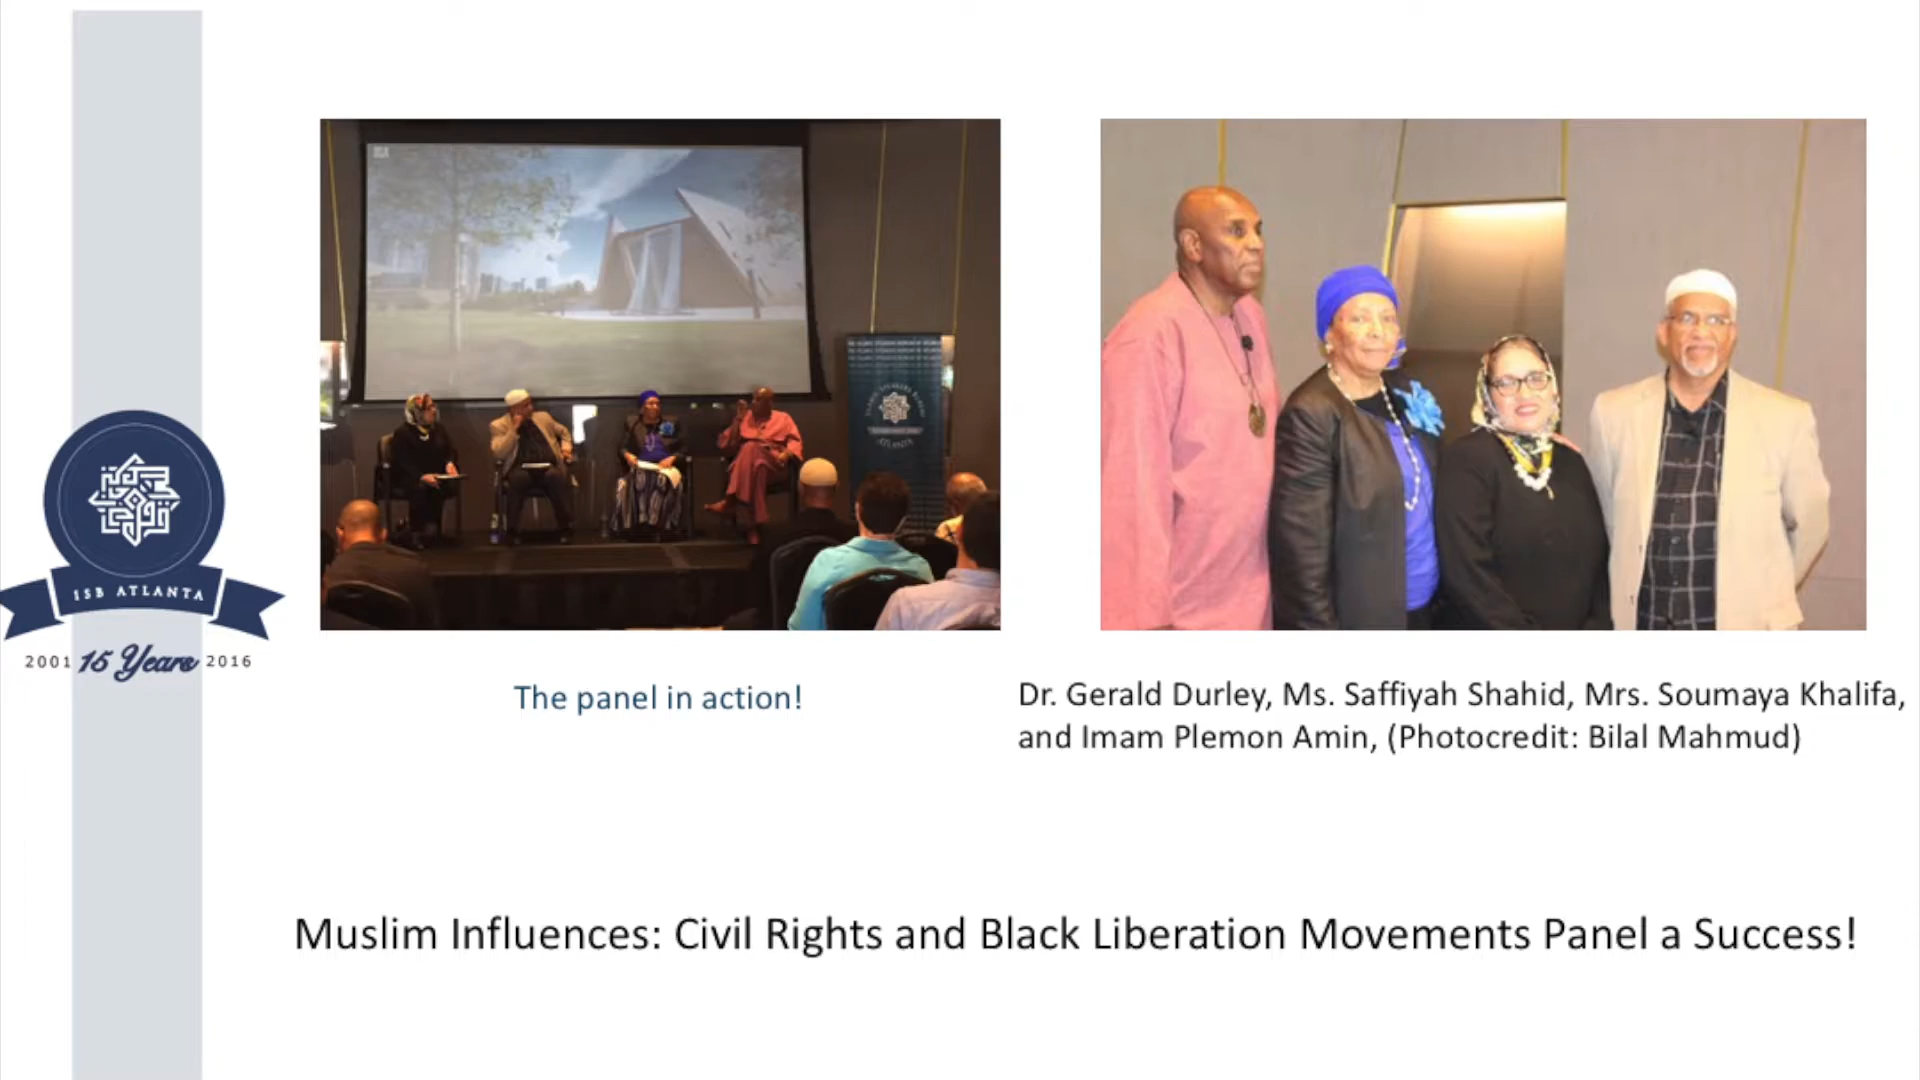 ISB ATLANTA
2001 15 Years 2016
ATLANTA
The panel in action!
Dr. Gerald Durley, Ms. Saffiyah Shahid, Mrs. Soumaya Khalifa,
and Imam Plemon Amin, (Photocredit: Bilal Mahmud)
Muslim Influences: Civil Rights and Black Liberation Movements Panel a Success!